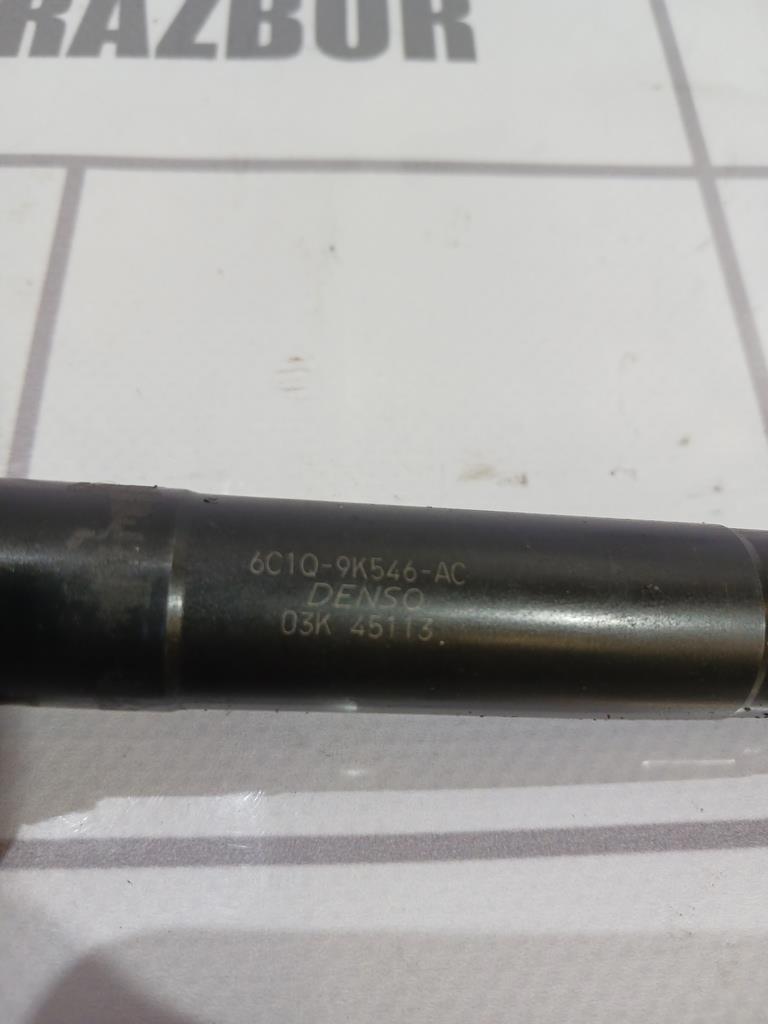 RAZBOR
6C1Q-9K546-AC
DENSO
03K 45113